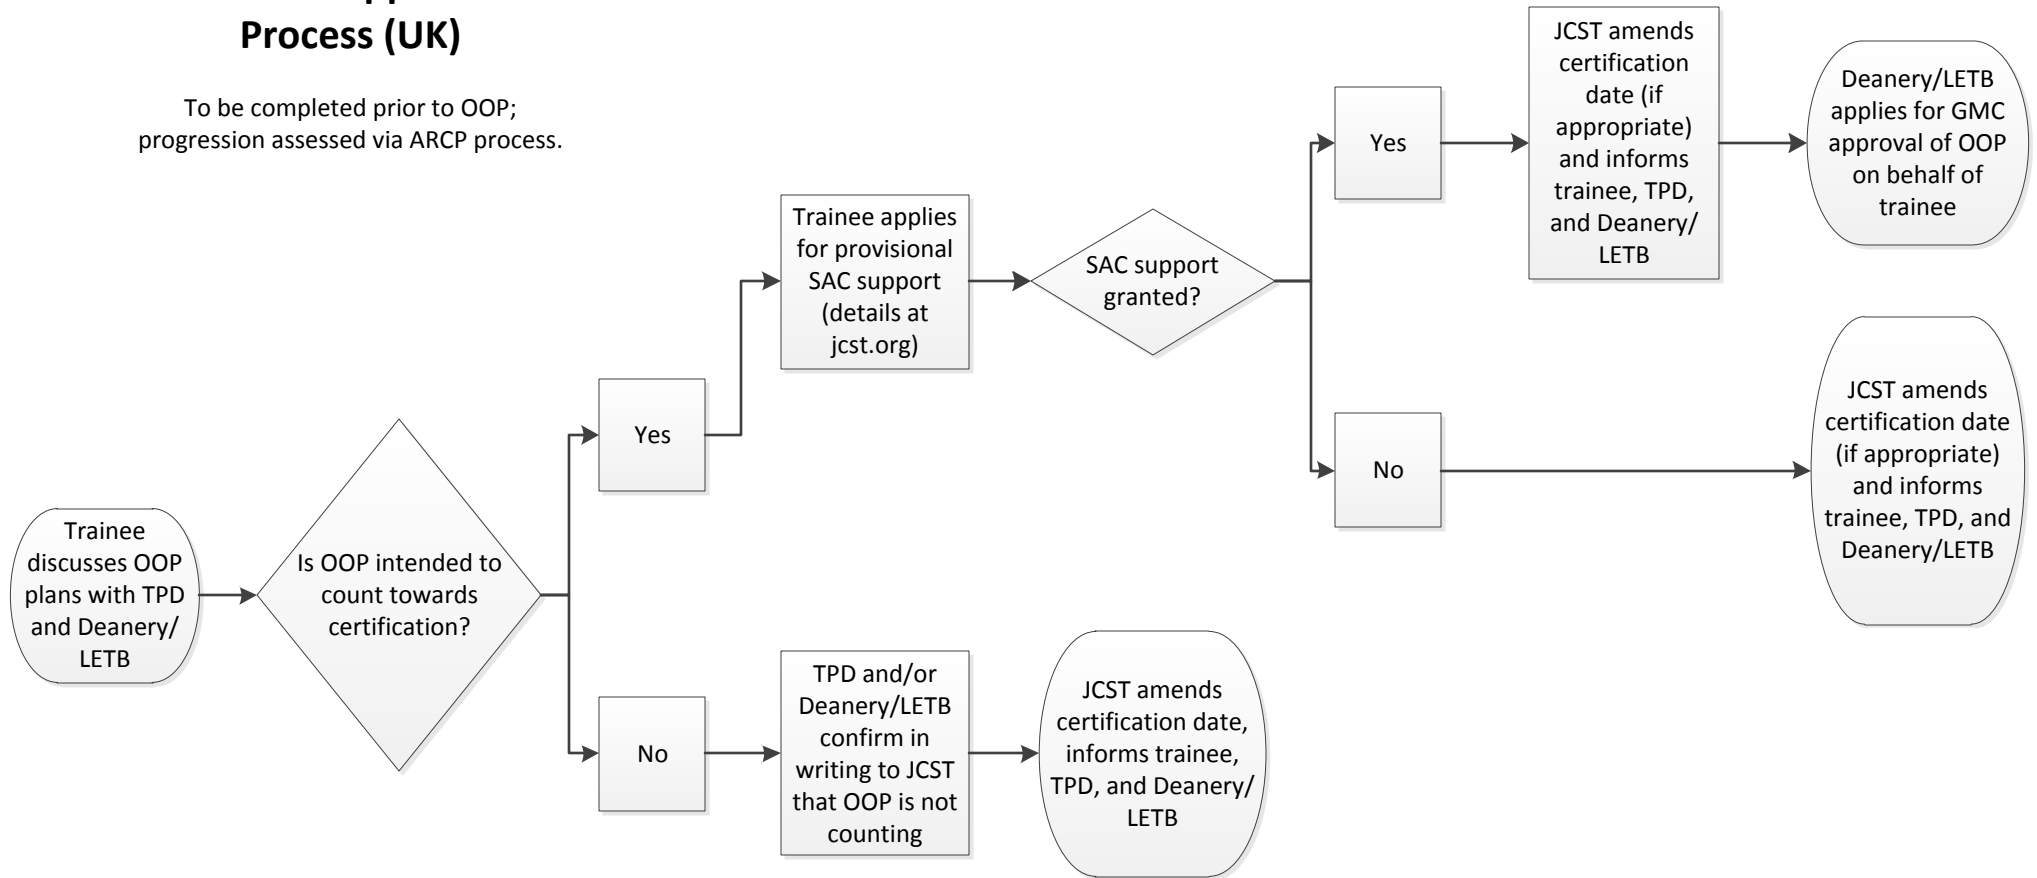 Process (UK)
To be completed prior to OOP;
progression assessed via ARCP process.
Trainee
discusses OOP
plans with TPD
and Deanery/
LETB
Is OOP intended to
count towards
certification?
Yes
Trainee applies
for provisional
SAC support
(details at
jcst.org)
SAC support
granted?
Yes
JCST amends
certification
date (if
appropriate)
and informs
trainee, TPD,
and Deanery/
LETB
Deanery/LETB
applies for GMC
approval of OOP
on behalf of
trainee
No
JCST amends
certification date
(if appropriate)
and informs
trainee, TPD, and
Deanery/LETB
No
TPD and/or
Deanery/LETB
confirm in
writing to JCST
that OOP is not
counting
JCST amends
certification date,
informs trainee,
TPD, and Deanery/
LETB